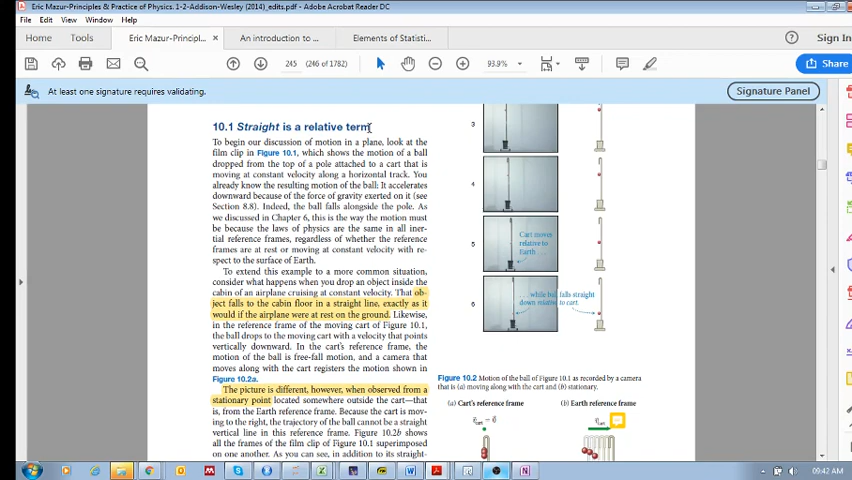 Eric Mazur-Principles & Practice of Physics. 1-2-Addison-Wesley (2014)_edits.pdf - Adobe Acrobat Reader DC
File Edit View Window Help
Home Tools Eric Mazur-Principl... × An introduction to ... Elements of Statisti... Sign In
245 (246 of 1782) 93.9% Share
At least one signature requires validating. Signature Panel
10.1 Straight is a relative term
To begin our discussion of motion in a plane, look at the
film clip in Figure 10.1, which shows the motion of a ball
dropped from the top of a pole attached to a cart that is
moving at constant velocity along a horizontal track. You
already know the resulting motion of the ball: It accelerates
downward because of the force of gravity exerted on it (see
Section 8.8). Indeed, the ball falls alongside the pole. As
we discussed in Chapter 6, this is the way the motion must
be because the laws of physics are the same in all iner-
tial reference frames, regardless of whether the reference
frames are at rest or moving at constant velocity with re-
spect to the surface of Earth.
To extend this example to a more common situation,
consider what happens when you drop an object inside the
cabin of an airplane cruising at constant velocity. That ob-
ject falls to the cabin floor in a straight line, exactly as it
would if the airplane were at rest on the ground. Likewise,
in the reference frame of the moving cart of Figure 10.1,
the ball drops to the moving cart with a motion that points
vertically downward. In the cart's reference frame, the
motion of the ball is free-fall motion, and a camera that
moves along with the cart registers the motion shown in
Figure 10.2a.
The picture is different, however, when observed from a
stationary point located somewhere outside the cart—that
is, from the Earth reference frame. Because the cart is mov-
ing to the right, the trajectory of the ball cannot be a straight
vertical line in this reference frame. Figure 10.2b shows
all the frames of the film clip of Figure 10.1 superimposed
on one another. As you can see, in addition to its straight-
3
4
5
Cart moves
relative to
Earth . . .
6
. . . while ball falls straight
down relative to cart.
Figure 10.2 Motion of the ball of Figure 10.1 as recorded by a camera
that is (a) moving along with the cart and (b) stationary.
(a) Cart's reference frame (b) Earth reference frame
09:42 AM